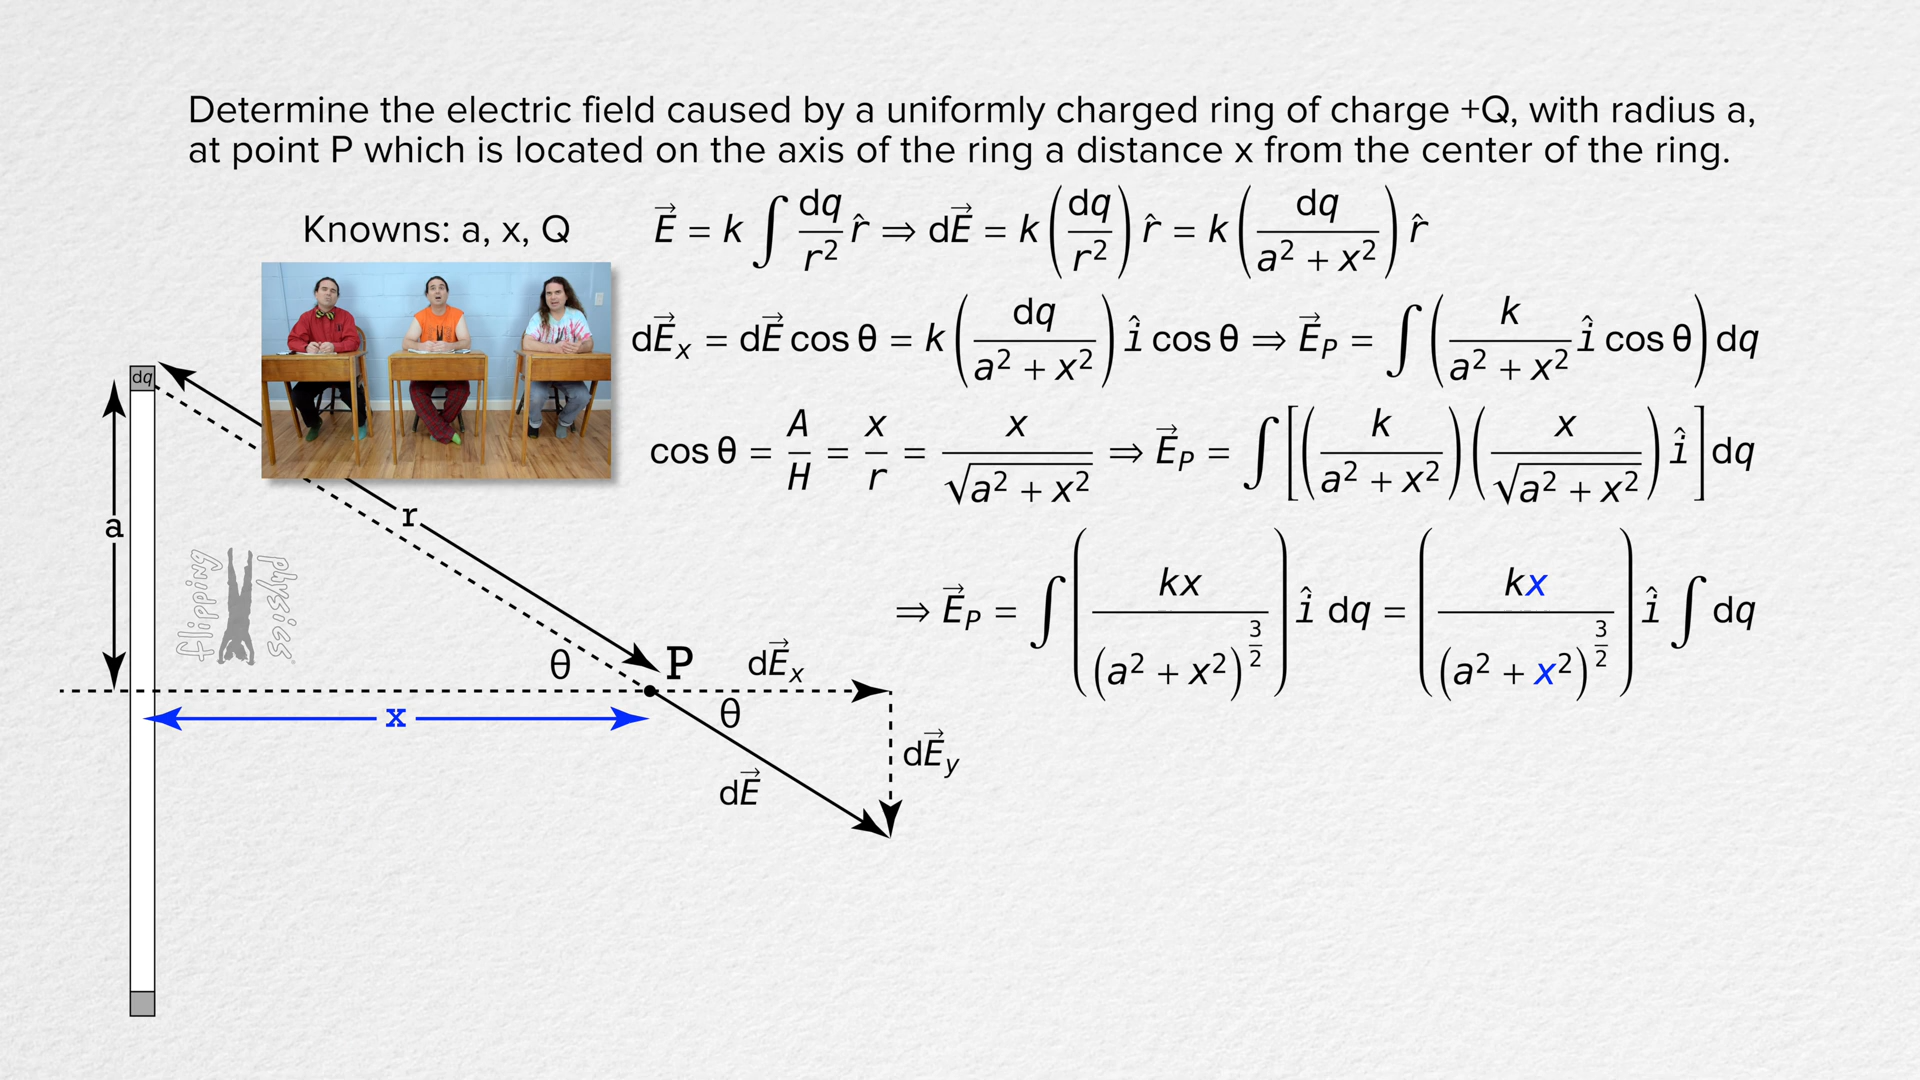 Determine the electric field caused by a uniformly charged ring of charge +Q, with radius a,
at point P which is located on the axis of the ring a distance x from the center of the ring.
Knowns: a, x, Q
E⃗ = k ∫ dq/r² r̂ ⇒ dE⃗ = k (dq/r²) r̂ = k (dq/(a² + x²)) r̂
dE⃗ₓ = dE⃗ cos θ = k (dq/(a² + x²)) î cos θ ⇒ E⃗_P = ∫ (k/(a² + x²) î cos θ) dq
cos θ = A/H = x/r = x/√(a² + x²) ⇒ E⃗_P = ∫ [(k/(a² + x²)) (x/√(a² + x²)) î] dq
⇒ E⃗_P = ∫ (kx/(a² + x²)^(3/2)) î dq = (kx/(a² + x²)^(3/2)) î ∫ dq
dq
a
r
flipping physics
θ
P
dE⃗ₓ
x
θ
dE⃗_y
dE⃗